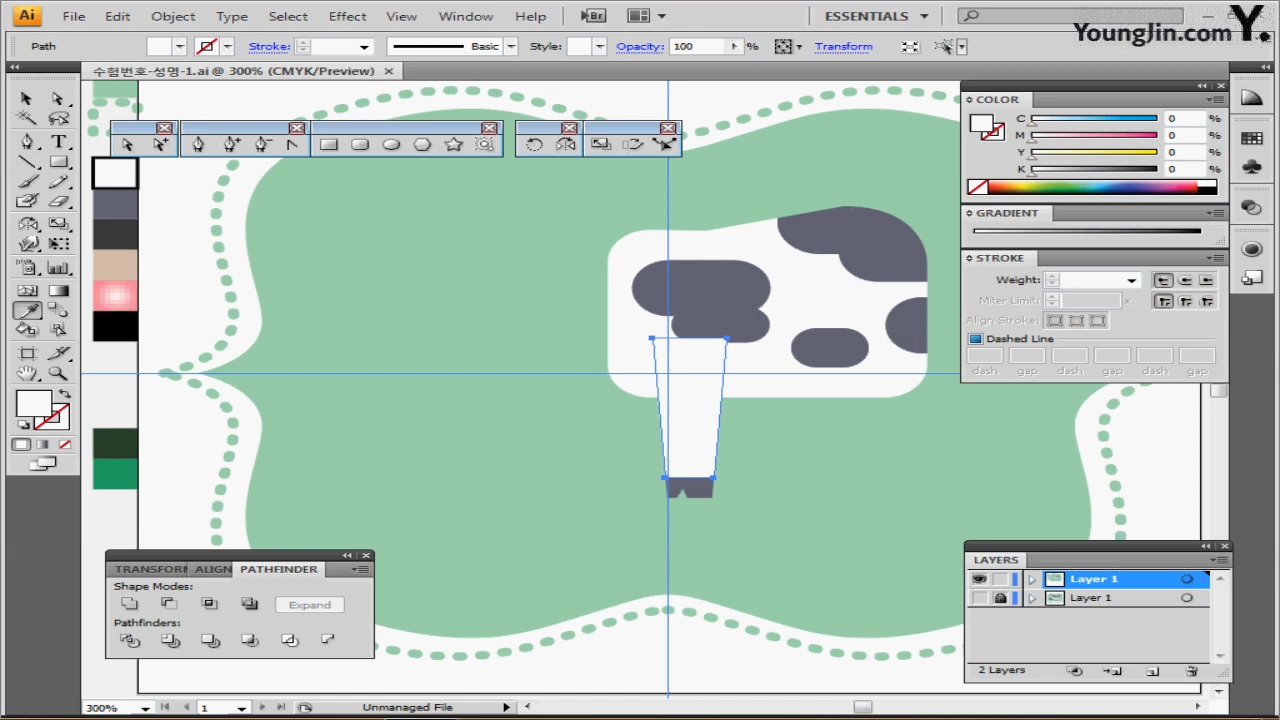 Ai File Edit Object Type Select Effect View Window Help Br ESSENTIALS
YoungJin.com Y.
Path Stroke: Basic Style: Opacity: 100 % Transform
수험번호-성명-1.ai @ 300% (CMYK/Preview)
COLOR
C 0 %
M 0 %
Y 0 %
K 0 %
GRADIENT
STROKE
Weight:
Miter Limit: x
Align Stroke:
Dashed Line
dash gap dash gap dash gap
TRANSFORM ALIGN PATHFINDER
Shape Modes:
Expand
Pathfinders:
LAYERS
Layer 1
Layer 1
2 Layers
300% 1 Unmanaged File